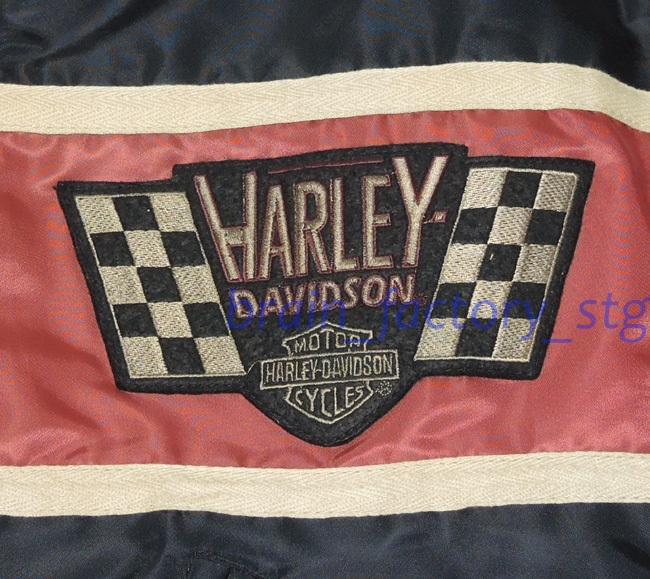 HARLEY-
DAVIDSON
brain_factory_stg
MOTOR
HARLEY-DAVIDSON
CYCLES